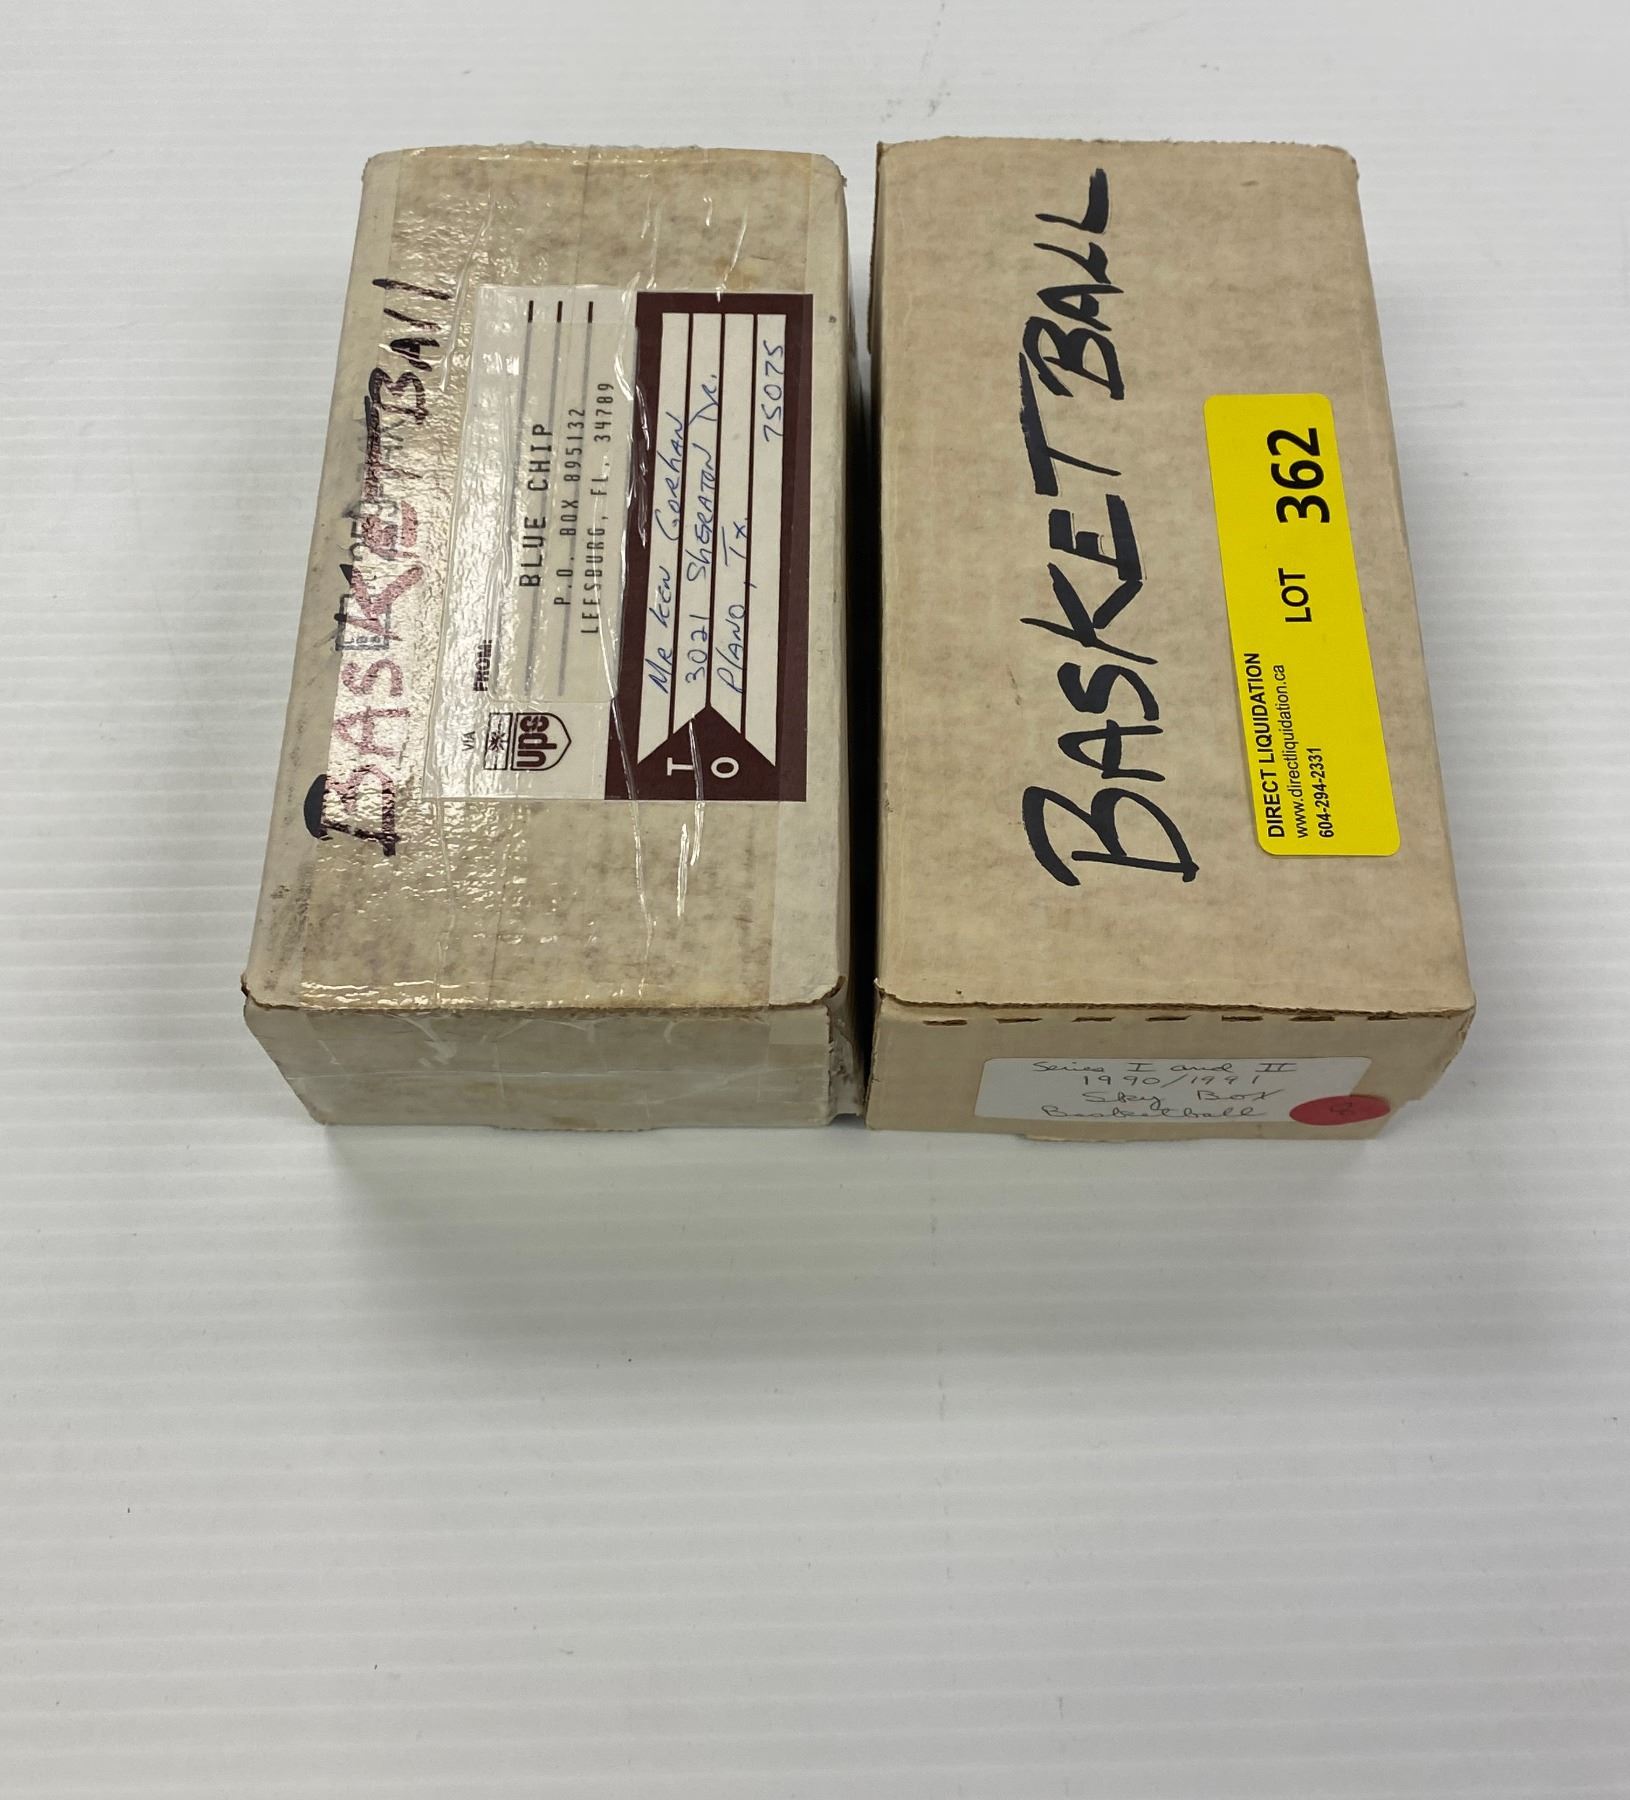 BASKETBALL
VIA
ups
FROM:
BLUE CHIP
P.O. BOX 895132
LEESBURG, FL. 34789
TO
Mr Ken Gorhan
3021 Sheraton Dr.
Plano, Tx.
75075
BASKETBALL
DIRECT LIQUIDATION
www.directliquidation.ca
604-294-2331
LOT 362
Series I and II
1990/1991
Sky Box
Basketball